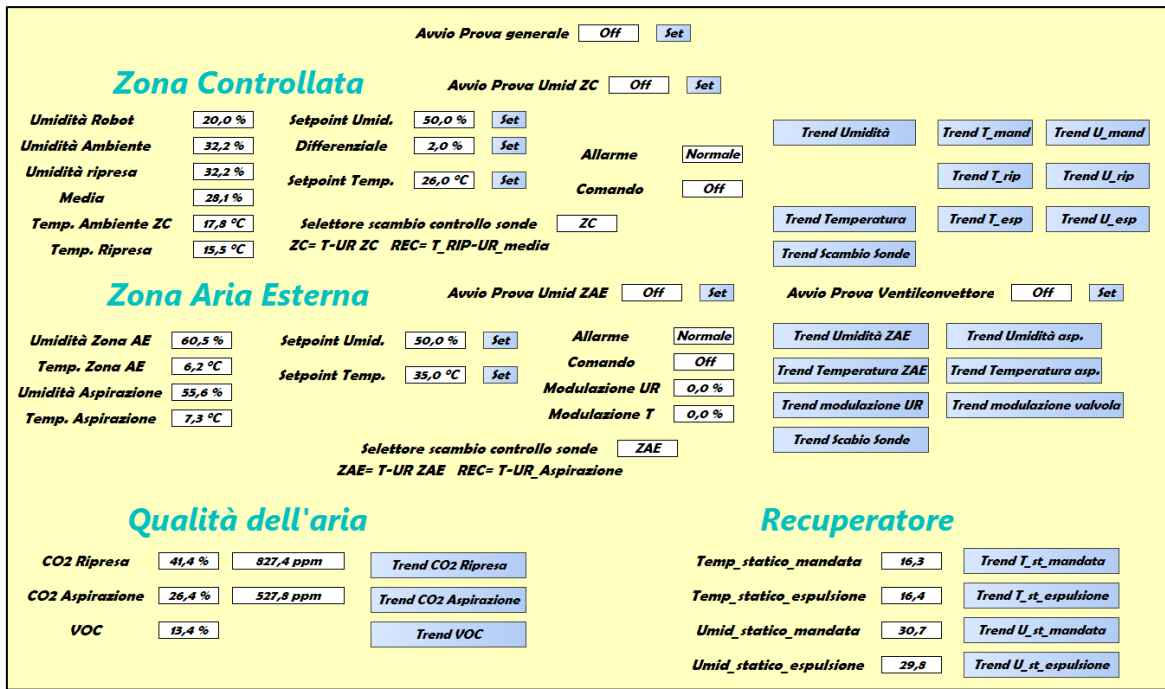 Avvio Prova generale Off Set
Zona Controllata
Avvio Prova Umid ZC Off Set
Umidità Robot 20,0 % Setpoint Umid. 50,0 % Set
Trend Umidità Trend T_mand Trend U_mand
Umidità Ambiente 32,2 % Differenziale 2,0 % Set
Allarme Normale
Umidità ripresa 32,2 %
Setpoint Temp. 26,0 °C Set
Trend T_rip Trend U_rip
Comando Off
Media 28,1 %
Temp. Ambiente ZC 17,8 °C Selettore scambio controllo sonde ZC
Trend Temperatura Trend T_esp Trend U_esp
Temp. Ripresa 15,5 °C ZC= T-UR ZC REC= T_RIP-UR_media
Trend Scambio Sonde
Zona Aria Esterna
Avvio Prova Umid ZAE Off Set Avvio Prova Ventilconvettore Off Set
Umidità Zona AE 60,5 % Setpoint Umid. 50,0 % Set Allarme Normale Trend Umidità ZAE Trend Umidità asp.
Temp. Zona AE 6,2 °C Setpoint Temp. 35,0 °C Set Comando Off Trend Temperatura ZAE Trend Temperatura asp.
Umidità Aspirazione 55,6 % Modulazione UR 0,0 %
Temp. Aspirazione 7,3 °C Modulazione T 0,0 % Trend modulazione UR Trend modulazione valvola
Selettore scambio controllo sonde ZAE Trend Scabio Sonde
ZAE= T-UR ZAE REC= T-UR_Aspirazione
Qualità dell'aria
CO2 Ripresa 41,4 % 827,4 ppm Trend CO2 Ripresa
CO2 Aspirazione 26,4 % 527,8 ppm Trend CO2 Aspirazione
VOC 13,4 % Trend VOC
Recuperatore
Temp_statico_mandata 16,3 Trend T_st_mandata
Temp_statico_espulsione 16,4 Trend T_st_espulsione
Umid_statico_mandata 30,7 Trend U_st_mandata
Umid_statico_espulsione 29,8 Trend U_st_espulsione